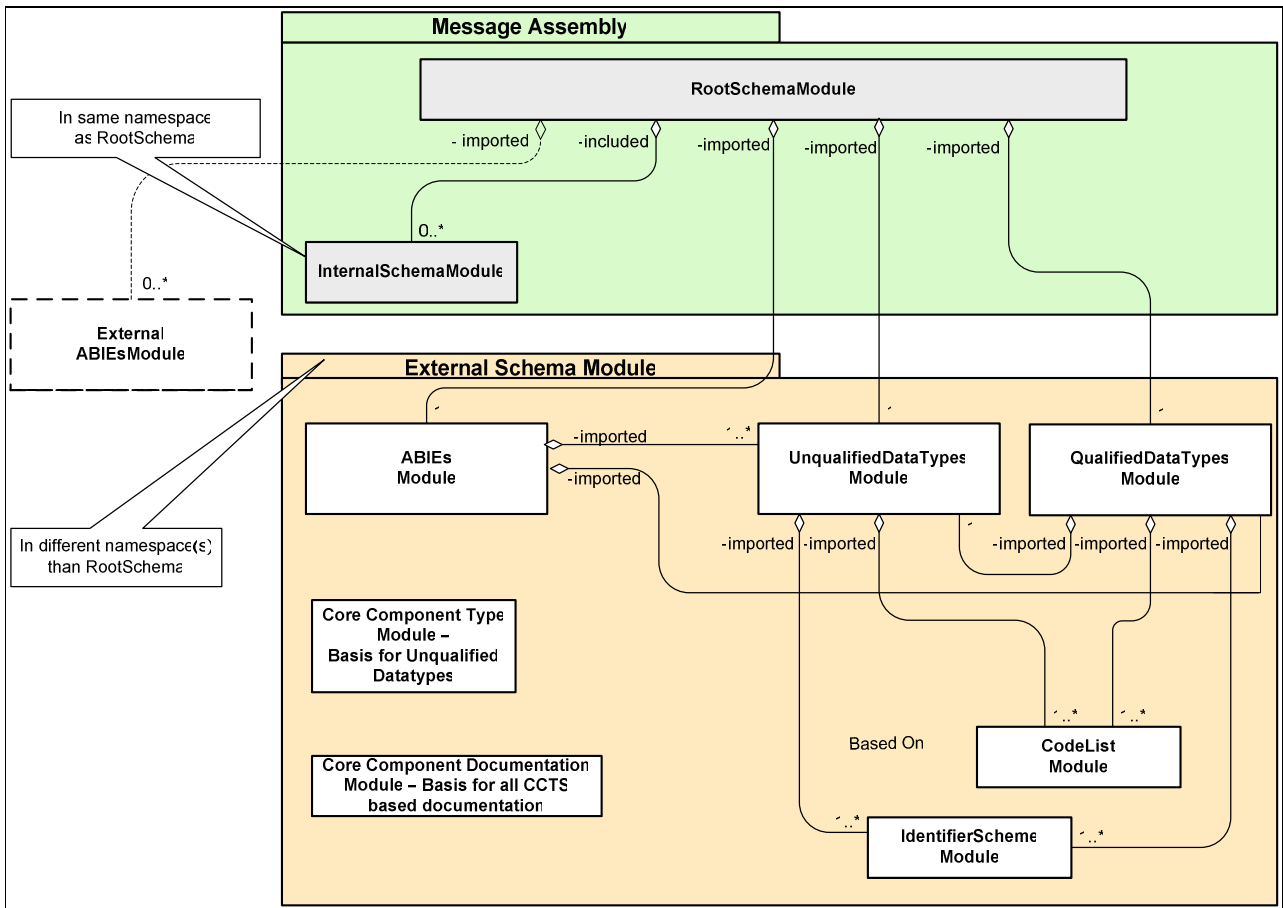 Message Assembly
RootSchemaModule
In same namespace
as RootSchema
- imported
-included
-imported
-imported
-imported
0..*
InternalSchemaModule
0..*
External
ABIEsModule
External Schema Module
ABIEs
Module
-imported
..*
-imported
UnqualifiedDataTypes
Module
QualifiedDataTypes
Module
In different namespace(s)
than RootSchema
-imported
-imported
-imported
-imported
-imported
Core Component Type
Module –
Basis for Unqualified
Datatypes
..*
..*
Based On
CodeList
Module
Core Component Documentation
Module – Basis for all CCTS
based documentation
..*
IdentifierScheme
Module
..*